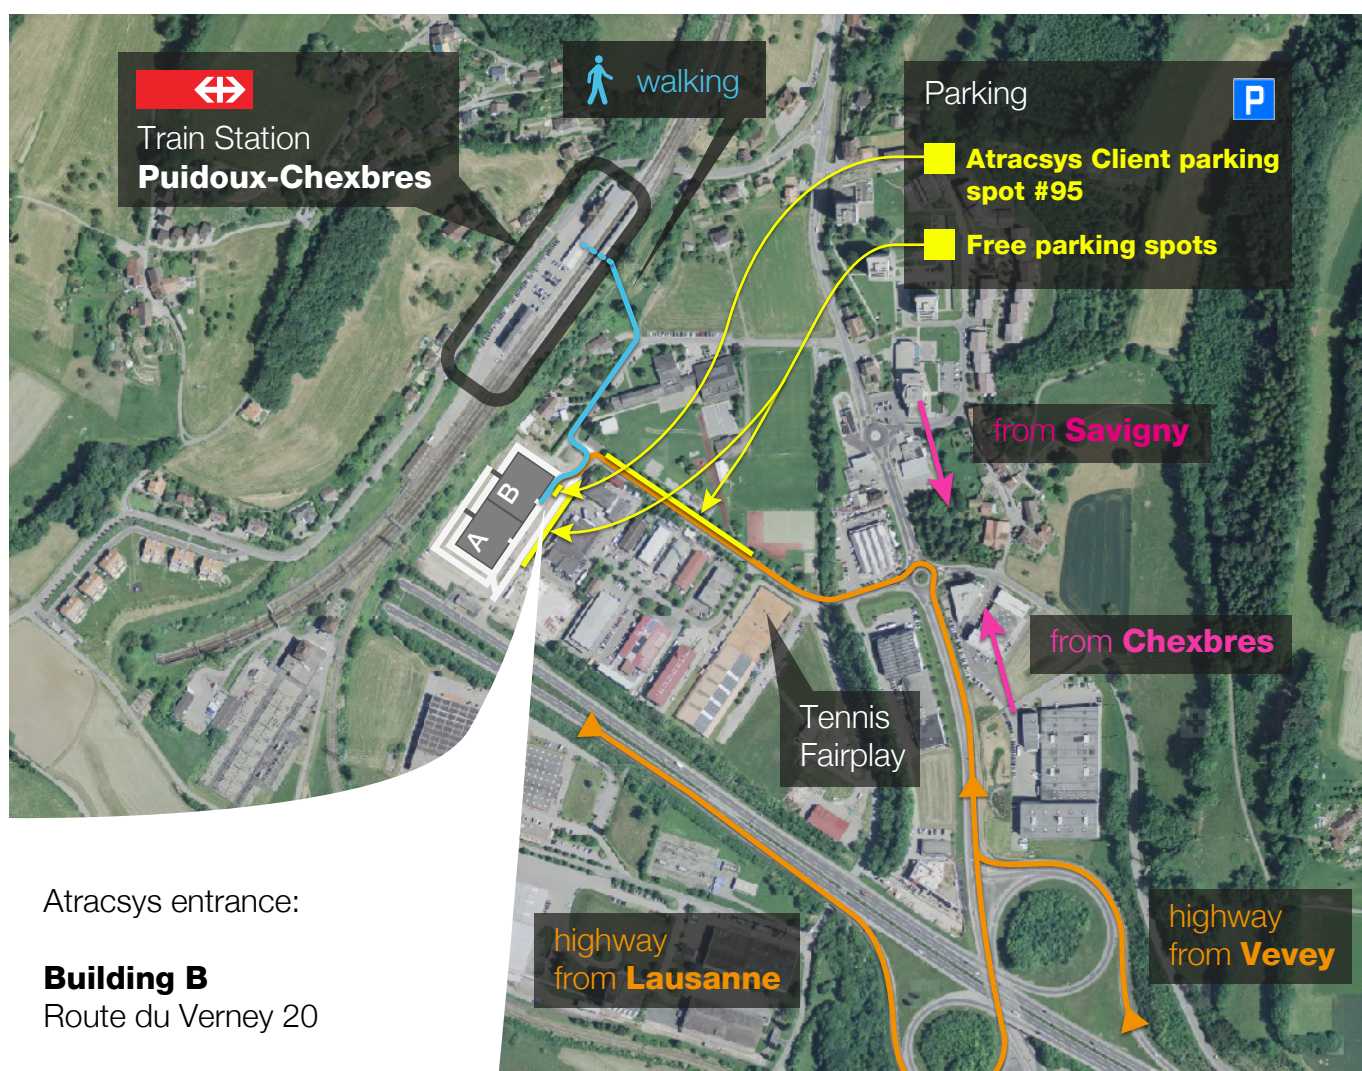 Train Station
Puidoux-Chexbres
walking
Parking
P
Atracsys Client parking
spot #95
Free parking spots
from Savigny
B
A
from Chexbres
Tennis
Fairplay
Atracsys entrance:
Building B
Route du Verney 20
highway
from Lausanne
highway
from Vevey